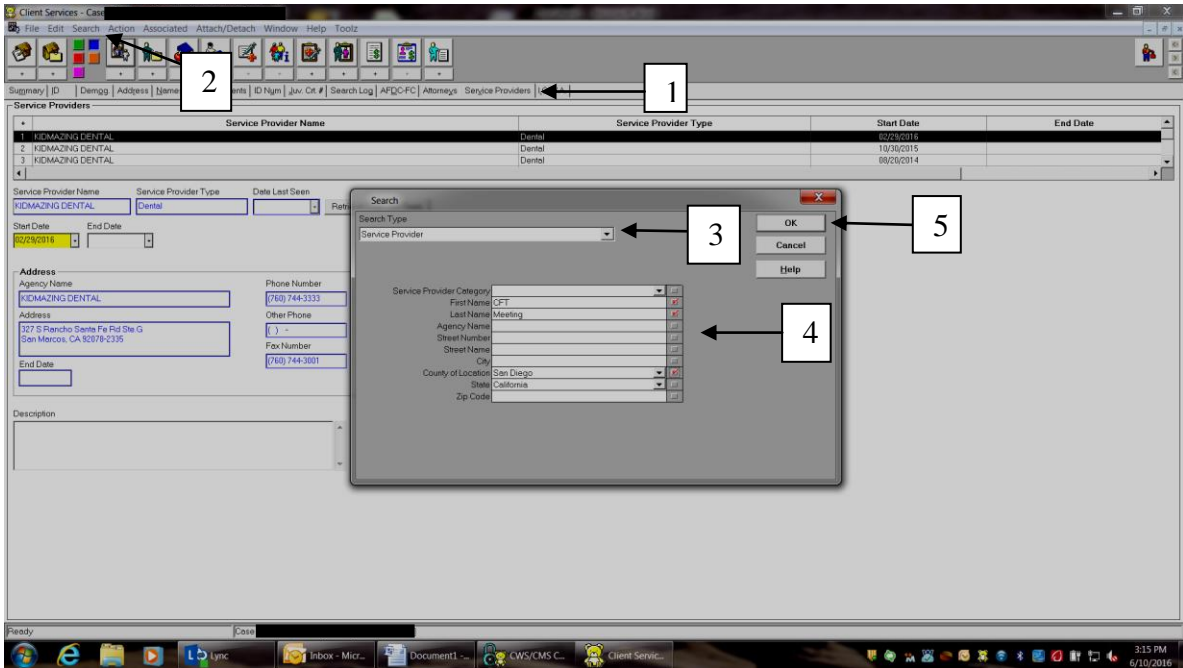 Client Services - Case
File Edit Search Action Associated Attach/Detach Window Help Toolz
2
1
Summary ID Demog. Address Names ents ID Num Juv. Crt # Search Log AFDC-FC Attorneys Service Providers
Service Providers
Service Provider Name Service Provider Type Start Date End Date
1 KIDMAZING DENTAL Dental 02/29/2016
2 KIDMAZING DENTAL Dental 10/30/2015
3 KIDMAZING DENTAL Dental 08/20/2014
Service Provider Name Service Provider Type Date Last Seen
KIDMAZING DENTAL Dental Retri
Start Date End Date
02/29/2016
Address
Agency Name Phone Number
KIDMAZING DENTAL (760) 744-3333
Address Other Phone
327 S Rancho Santa Fe Rd Ste.G ( ) -
San Marcos, CA 92078-2335
Fax Number
End Date (760) 744-3001
Description
Search
Search Type
Service Provider
3
OK
5
Cancel
Help
Service Provider Category
First Name CFT
Last Name Meeting
Agency Name
4
Street Number
Street Name
City
County of Location San Diego
State California
Zip Code
Ready Case
Lync Inbox - Micr... Document1 -... CWS/CMS C... Client Servic...
3:15 PM
6/10/2016